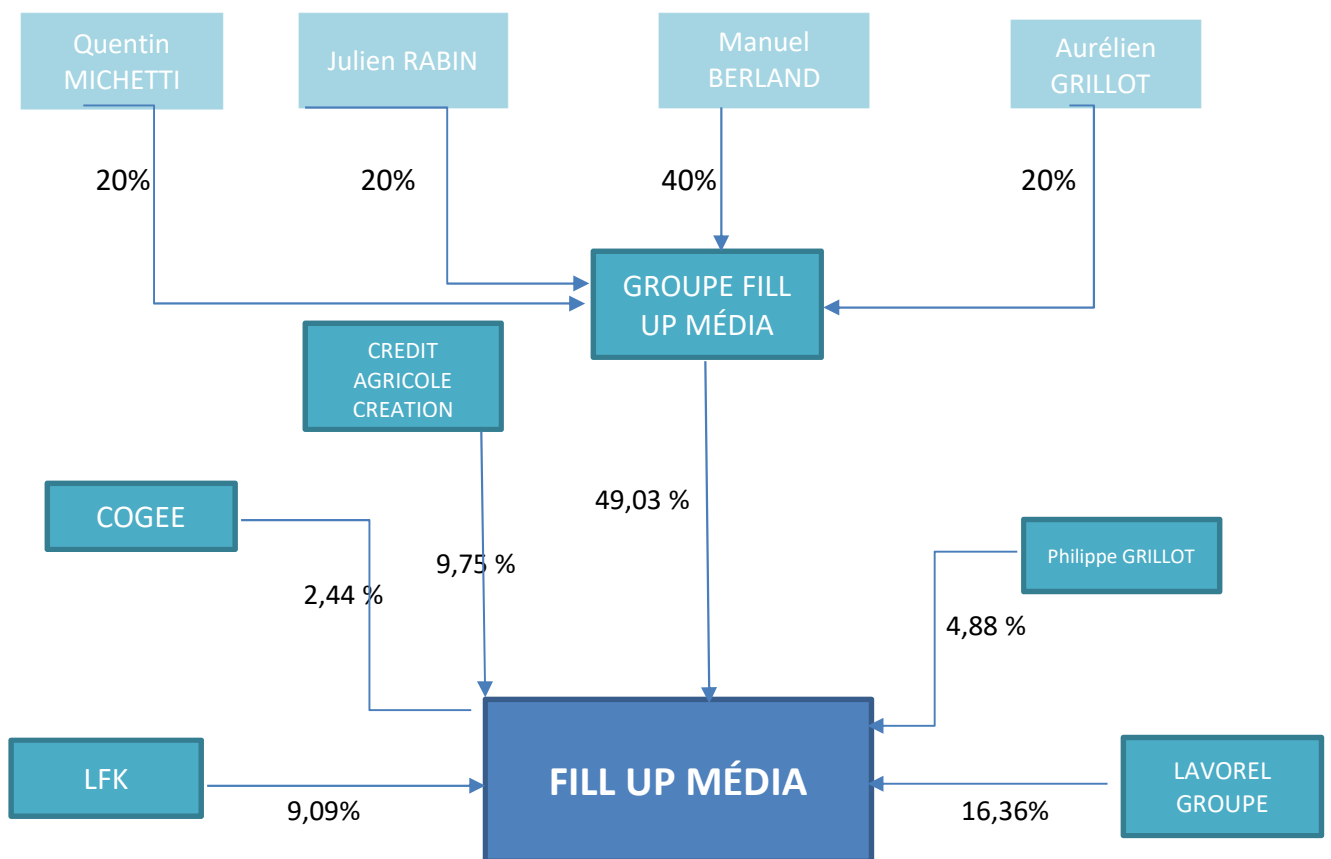 Quentin
MICHETTI
Julien RABIN
Manuel
BERLAND
Aurélien
GRILLOT
20%
20%
40%
20%
GROUPE FILL
UP MÉDIA
CREDIT
AGRICOLE
CREATION
COGEE
49,03 %
Philippe GRILLOT
9,75 %
2,44 %
4,88 %
LFK
FILL UP MÉDIA
LAVOREL
GROUPE
9,09%
16,36%